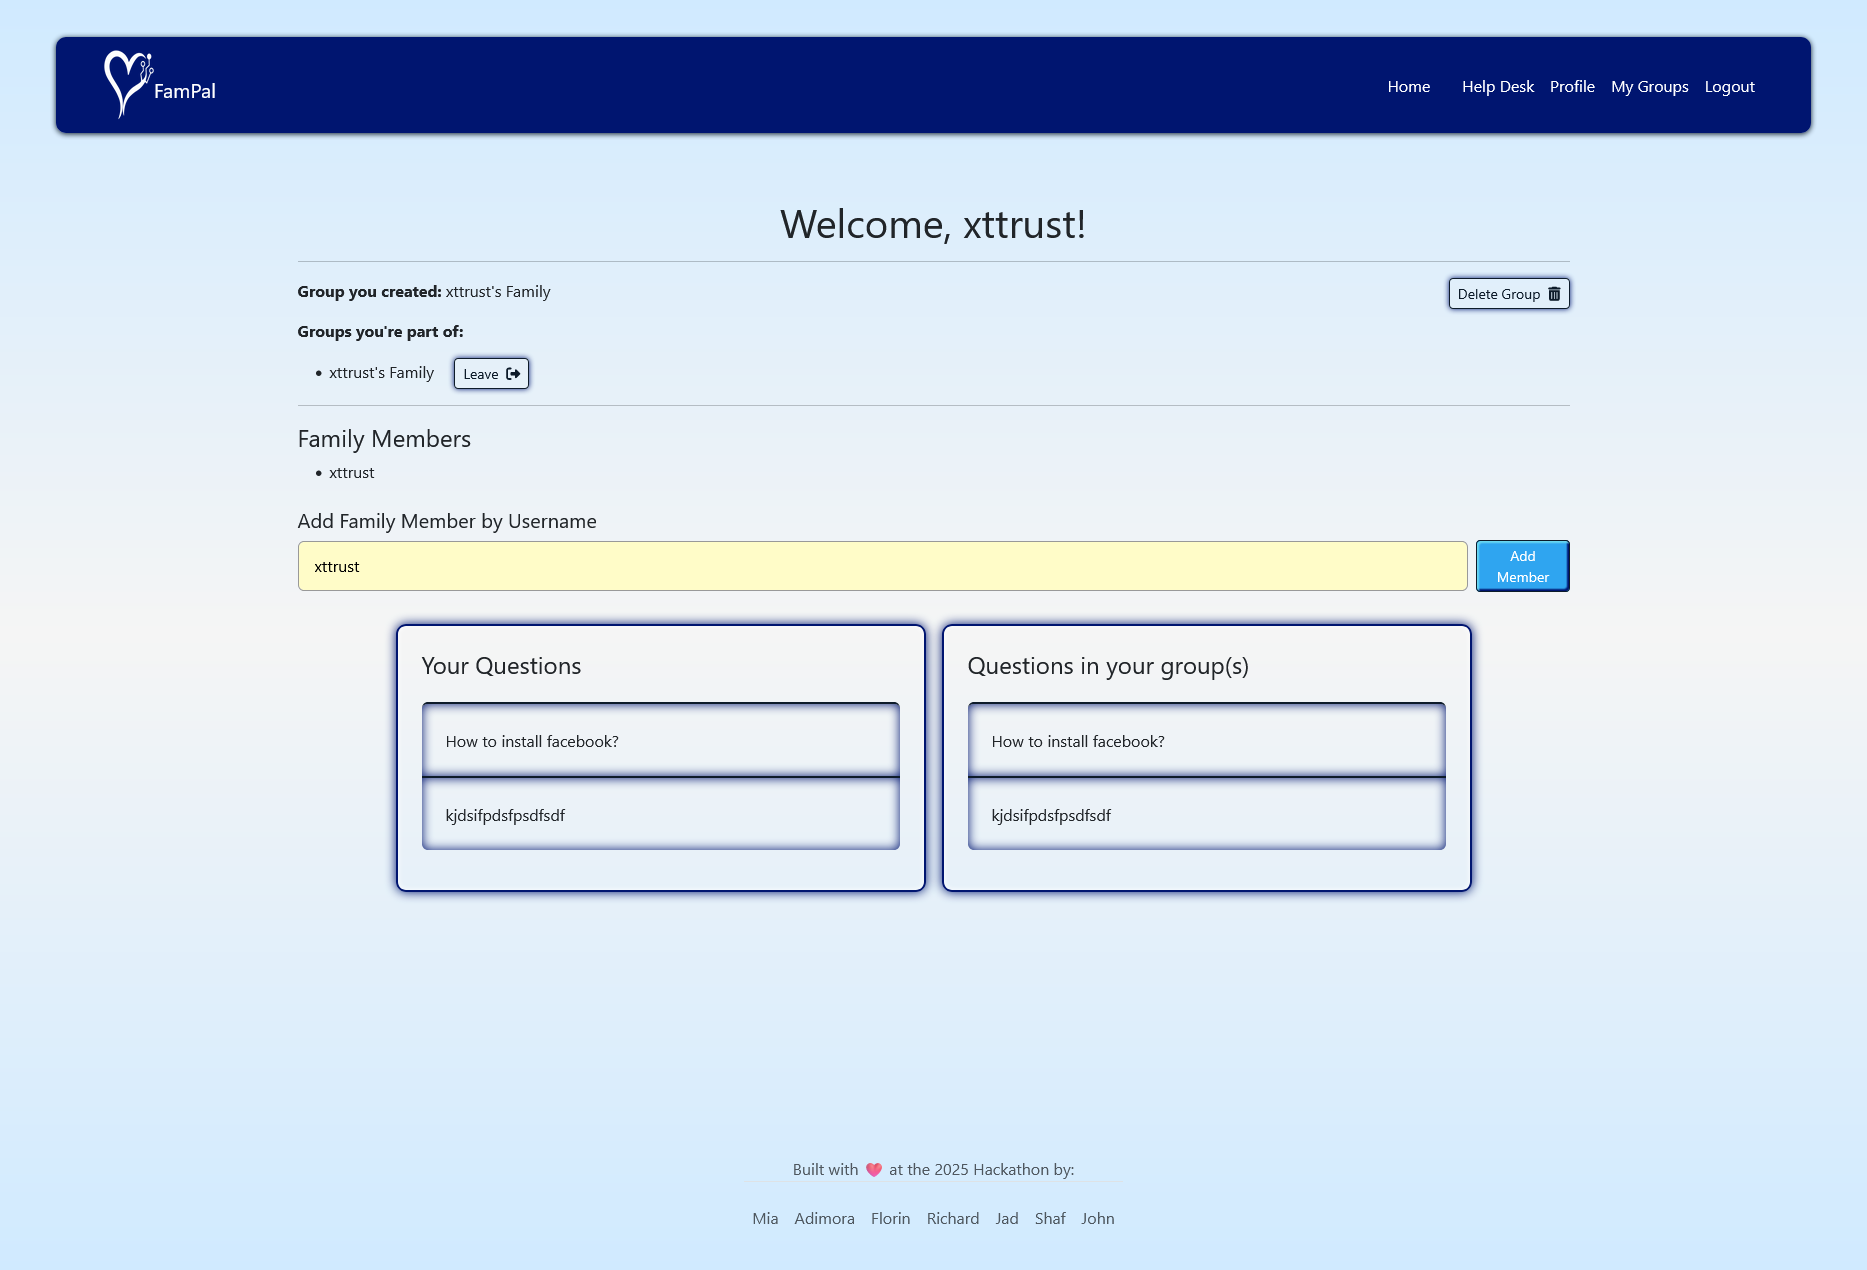 FamPal
Home Help Desk Profile My Groups Logout
Welcome, xttrust!
Group you created: xttrust's Family
Delete Group
Groups you're part of:
• xttrust's Family
Leave
Family Members
• xttrust
Add Family Member by Username
xttrust
Add
Member
Your Questions
How to install facebook?
kjdsifpdsfpsdfsdf
Questions in your group(s)
How to install facebook?
kjdsifpdsfpsdfsdf
Built with 💖 at the 2025 Hackathon by:
Mia Adimora Florin Richard Jad Shaf John